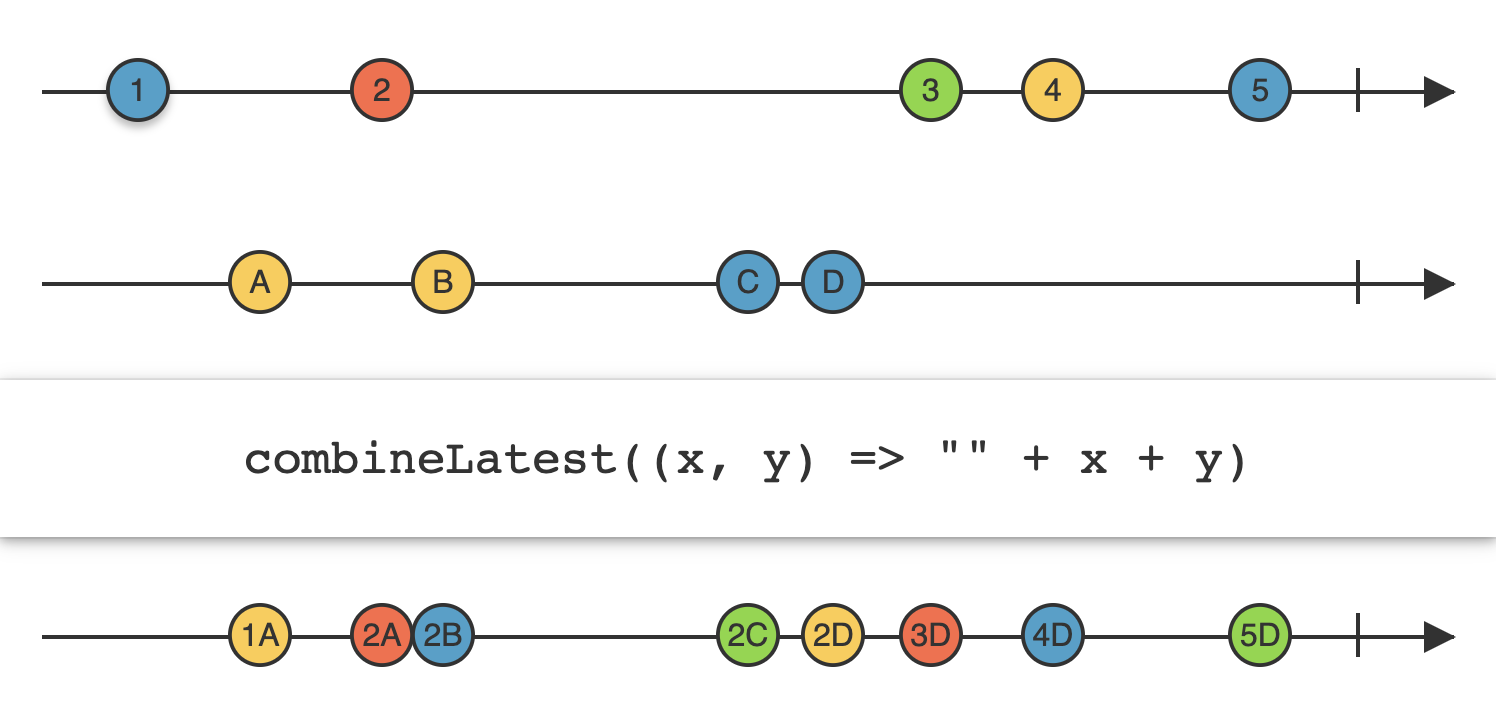 1 2 3 4 5
A B C D
combineLatest((x, y) => "" + x + y)
1A 2A 2B 2C 2D 3D 4D 5D